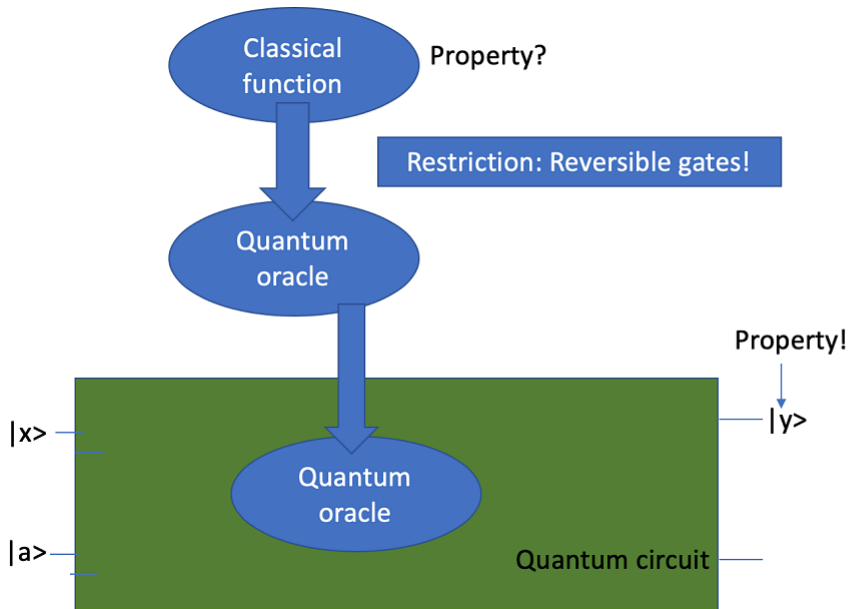 Classical
function
Property?
Restriction: Reversible gates!
Quantum
oracle
Property!
|x>
|y>
Quantum
oracle
|a>
Quantum circuit